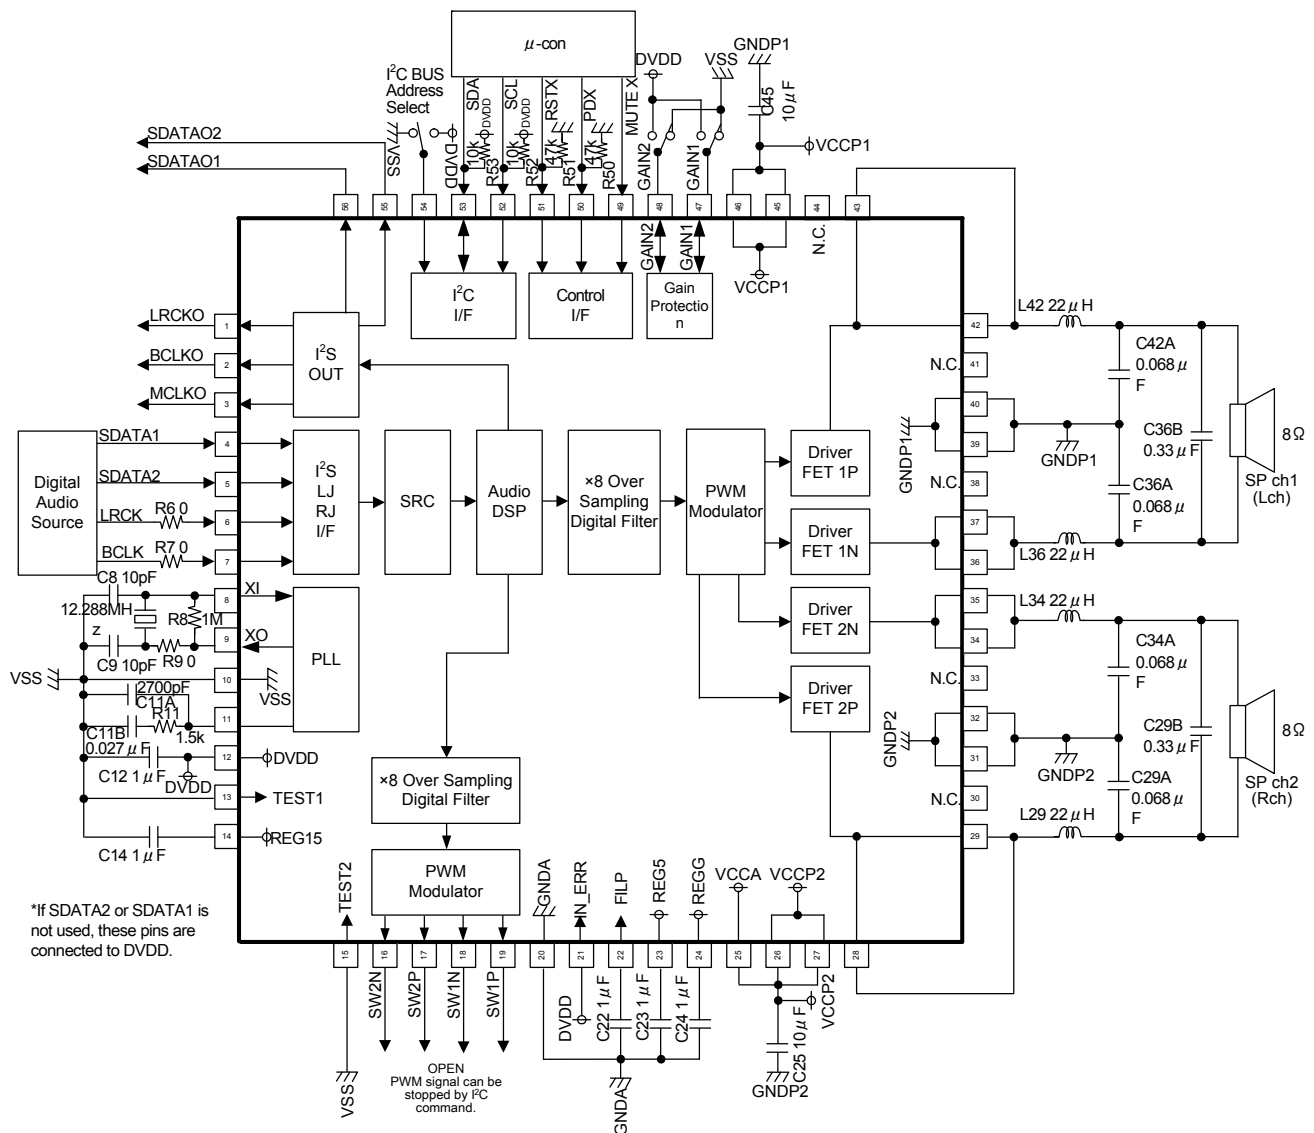 μ-con
I²C BUS
Address
Select
VSS
DVDD
SDA
DVDD
10k
R53
SCL
DVDD
10k
R52
RSTX
47k
R51
PDX
47k
R50
MUTE X
DVDD
VSS
GNDP1
GAIN2
GAIN1
C45
10μF
VCCP1
SDATAO2
SDATAO1
56
55
54
53
52
51
50
49
48
47
46
45
44
43
N.C.
VCCP1
GAIN2
GAIN1
I²C
I/F
Control
I/F
Gain
Protectio
n
LRCKO
1
BCLKO
2
MCLKO
3
I²S
OUT
Digital
Audio
Source
SDATA1
4
SDATA2
5
LRCK
R6 0
6
BCLK
R7 0
7
I²S
LJ
RJ
I/F
SRC
Audio
DSP
×8 Over
Sampling
Digital Filter
PWM
Modulator
Driver
FET 1P
Driver
FET 1N
Driver
FET 2N
Driver
FET 2P
C8 10pF
XI
8
12.288MH
z
R8
1M
XO
9
C9 10pF
R9 0
PLL
VSS
10
VSS
2700pF
C11A
R11
11
C11B
1.5k
0.027μF
12
DVDD
C12 1μF
DVDD
13
TEST1
14
REG15
C14 1μF
×8 Over Sampling
Digital Filter
PWM
Modulator
L42 22μH
42
N.C.
41
C42A
0.068μ
F
GNDP1
40
39
GNDP1
C36B
0.33μF
8Ω
N.C.
38
C36A
0.068μ
F
SP ch1
(Lch)
37
36
L36 22μH
35
L34 22μH
34
C34A
0.068μ
F
N.C.
33
GNDP2
32
31
GNDP2
C29B
0.33μF
8Ω
C29A
0.068μ
F
SP ch2
(Rch)
N.C.
30
L29 22μH
29
*If SDATA2 or SDATA1 is
not used, these pins are
connected to DVDD.
TEST2
GNDA
IN_ERR
FILP
REG5
REGG
VCCA
VCCP2
15
16
17
18
19
20
21
22
23
24
25
26
27
28
SW2N
SW2P
SW1N
SW1P
DVDD
C22 1μF
C23 1μF
C24 1μF
VCCP2
C25 10μF
GNDP2
VSS
OPEN
PWM signal can be
stopped by I²C
command.
GNDA